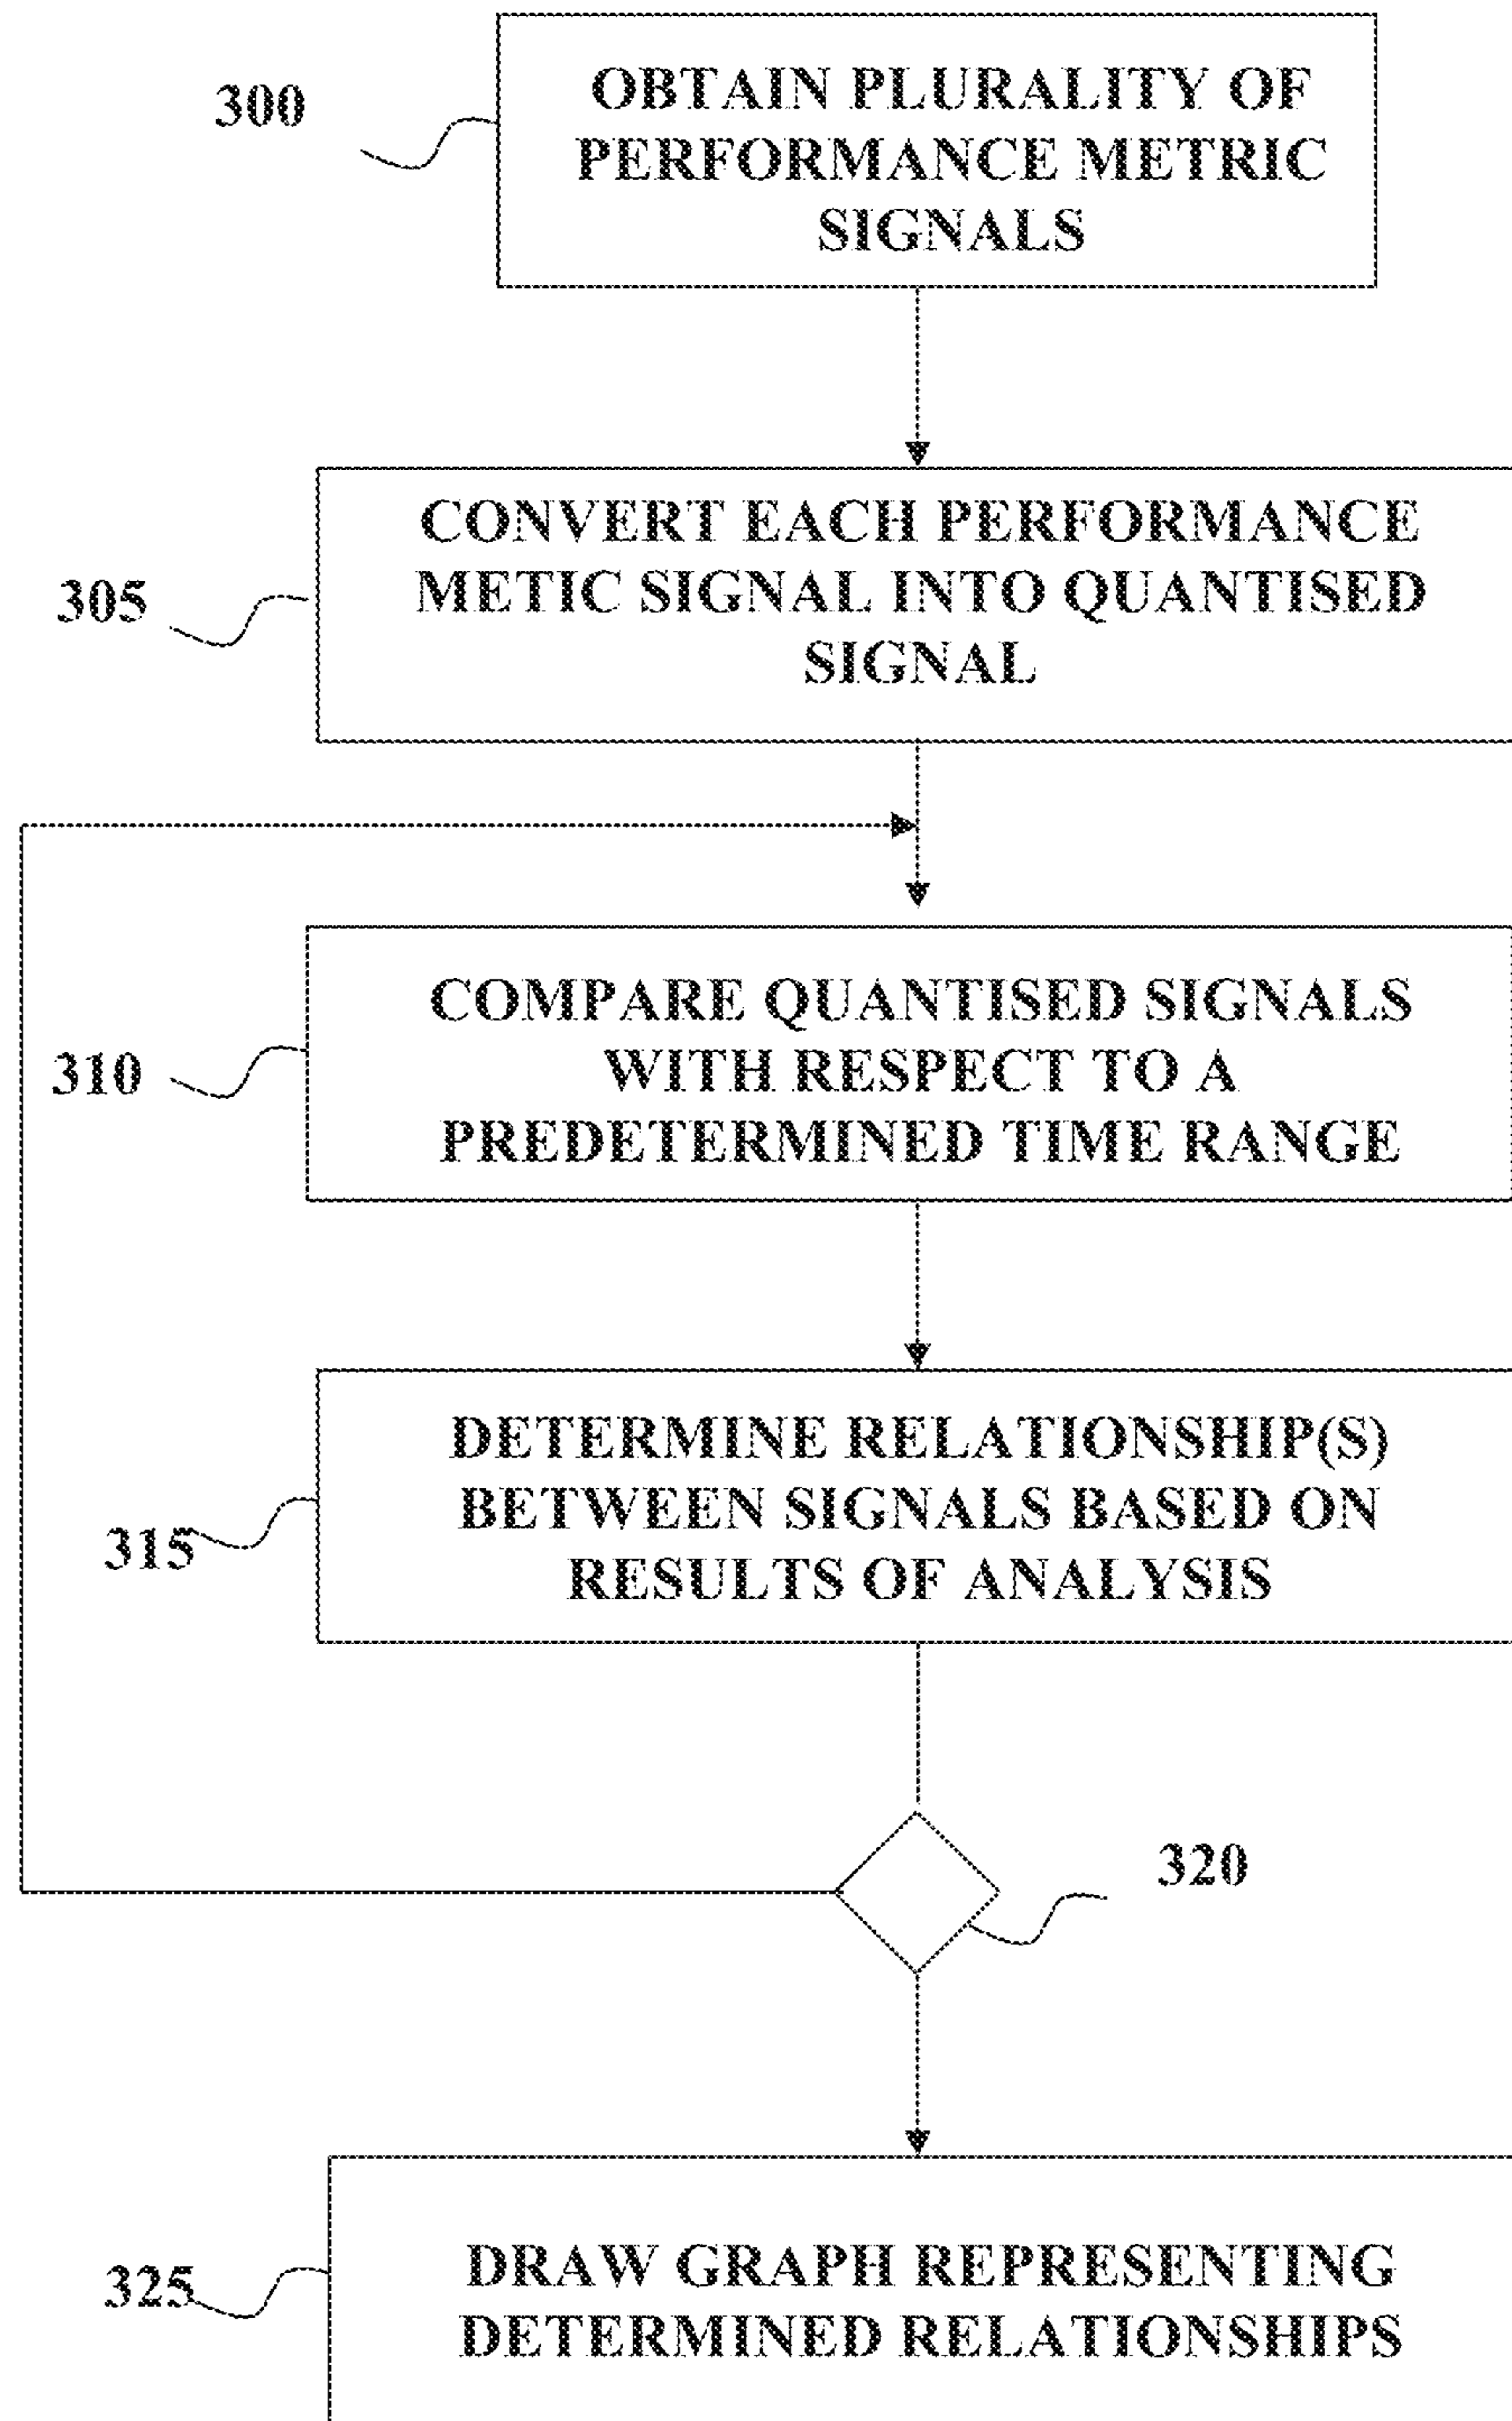 300
OBTAIN PLURALITY OF
PERFORMANCE METRIC
SIGNALS
305
CONVERT EACH PERFORMANCE
METIC SIGNAL INTO QUANTISED
SIGNAL
310
COMPARE QUANTISED SIGNALS
WITH RESPECT TO A
PREDETERMINED TIME RANGE
315
DETERMINE RELATIONSHIP(S)
BETWEEN SIGNALS BASED ON
RESULTS OF ANALYSIS
320
325
DRAW GRAPH REPRESENTING
DETERMINED RELATIONSHIPS